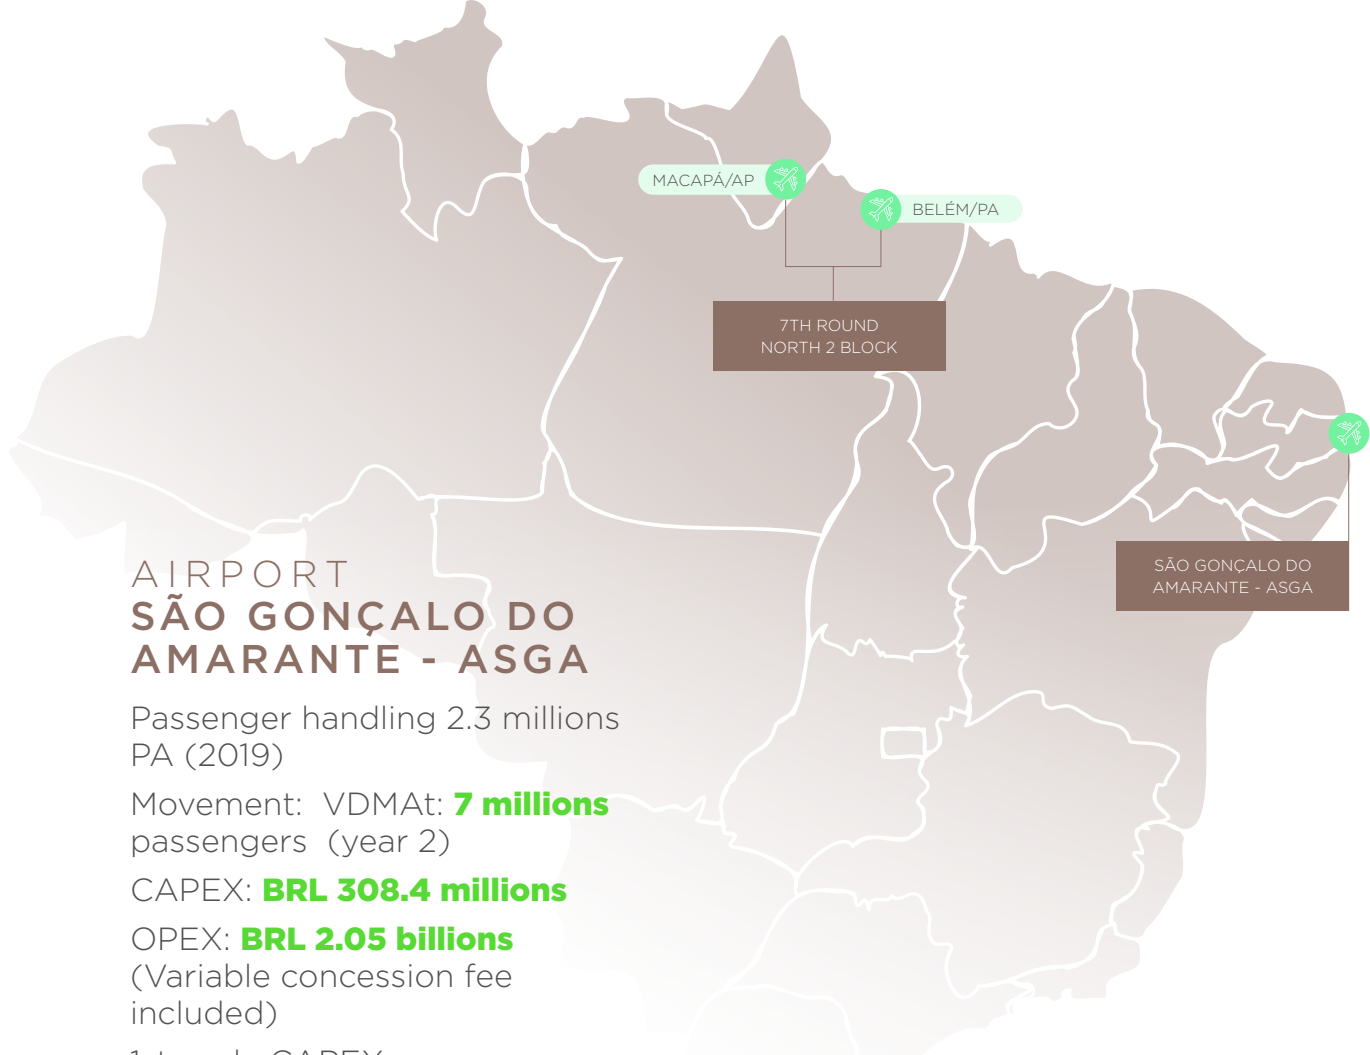 MACAPÁ/AP
BELÉM/PA
7TH ROUND
NORTH 2 BLOCK
SÃO GONÇALO DO
AMARANTE - ASGA
AIRPORT
SÃO GONÇALO DO
AMARANTE - ASGA
Passenger handling 2.3 millions
PA (2019)
Movement: VDMAt: 7 millions
passengers (year 2)
CAPEX: BRL 308.4 millions
OPEX: BRL 2.05 billions
(Variable concession fee
included)
CAPEX